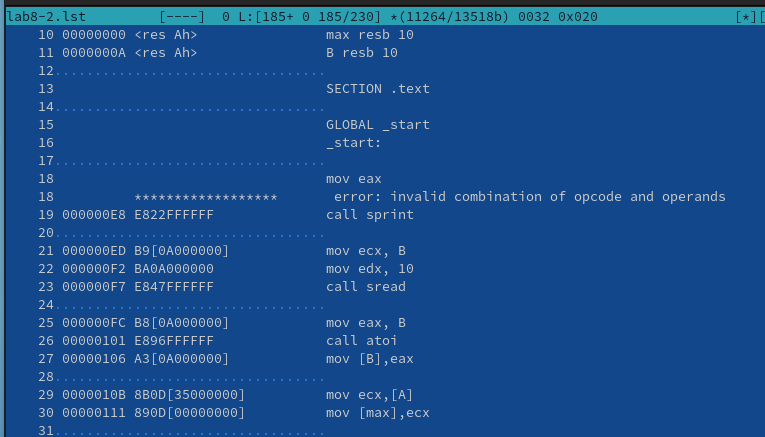 lab8-2.lst [----] 0 L:[185+ 0 185/230] *(11264/13518b) 0032 0x020 [*][
10 00000000 <res Ah> max resb 10
11 0000000A <res Ah> B resb 10
12..................................
13 SECTION .text
14..................................
15 GLOBAL _start
16 _start:
17..................................
18 mov eax
18 ****************** error: invalid combination of opcode and operands
19 000000E8 E822FFFFFF call sprint
20..................................
21 000000ED B9[0A000000] mov ecx, B
22 000000F2 BA0A000000 mov edx, 10
23 000000F7 E847FFFFFF call sread
24..................................
25 000000FC B8[0A000000] mov eax, B
26 00000101 E896FFFFFF call atoi
27 00000106 A3[0A000000] mov [B],eax
28..................................
29 0000010B 8B0D[35000000] mov ecx,[A]
30 00000111 890D[00000000] mov [max],ecx
31..................................